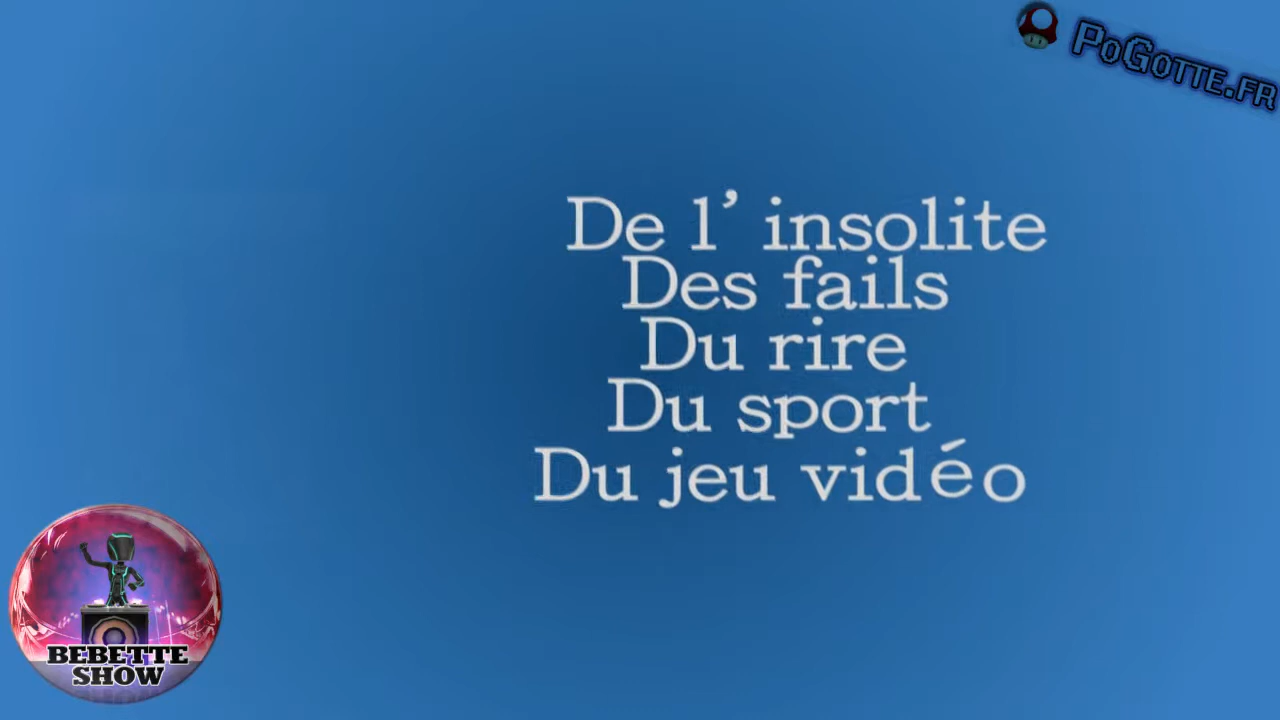 PoGotte.fr
De l' insolite
Des fails
Du rire
Du sport
Du jeu vidéo
BEBETTE
SHOW